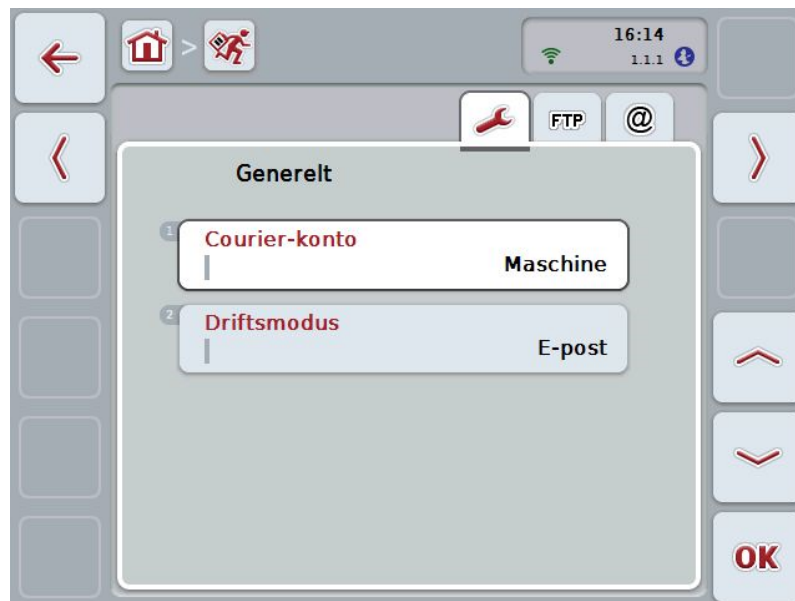 16:14
1.1.1
FTP
@
Generelt
1
Courier-konto
Maschine
2
Driftsmodus
E-post
OK